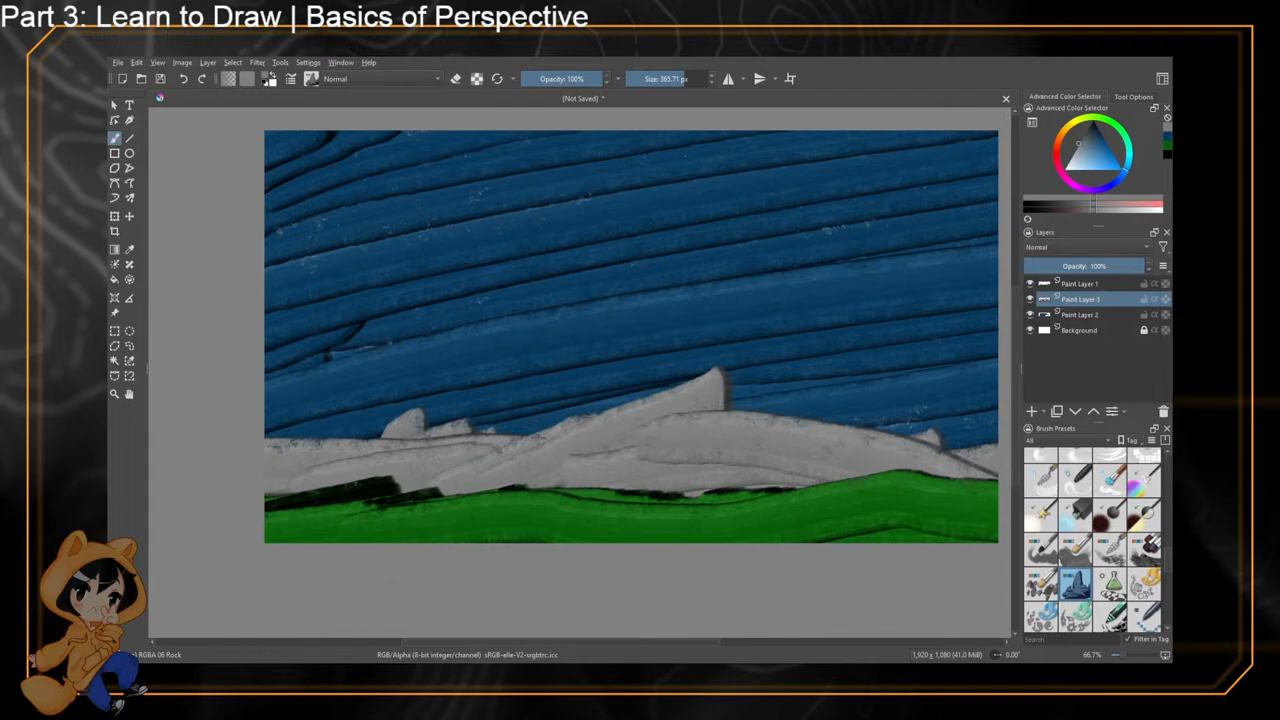 Part 3: Learn to Draw | Basics of Perspective
File Edit View Image Layer Select Filter Tools Settings Window Help
Normal
Opacity: 100%
Size: 365.71 px
[Not Saved] *
Advanced Color Selector
Tool Options
Advanced Color Selector
Layers
Normal
Opacity: 100%
Paint Layer 1
Paint Layer 3
Paint Layer 2
Background
Brush Presets
All
Tag
Search
Filter in Tag
RGBA 06 Rock
RGB/Alpha (8-bit integer/channel) sRGB-elle-V2-srgbtrc.icc
1,920 x 1,080 (41.0 MiB)
0.00°
66.7%